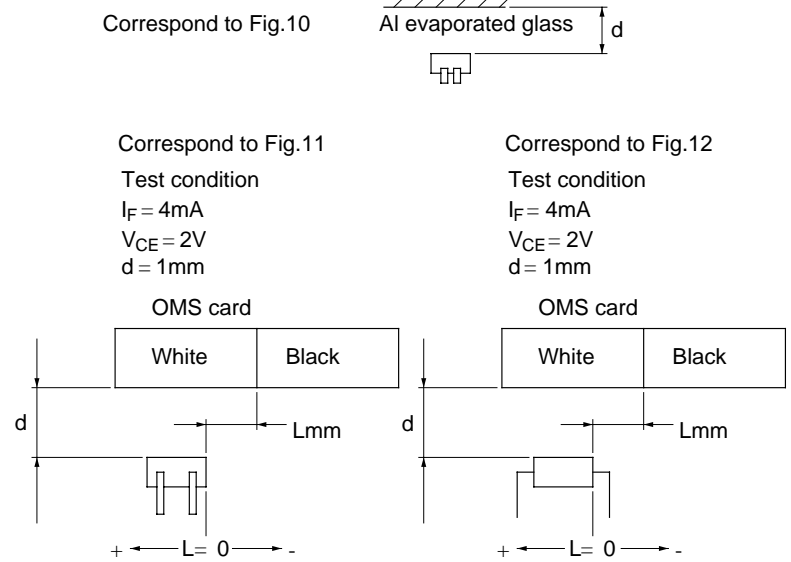 Correspond to Fig.10
Al evaporated glass
d
Correspond to Fig.11
Test condition
IF = 4mA
VCE = 2V
d = 1mm
OMS card
White Black
d
Lmm
+ L= 0 -
Correspond to Fig.12
Test condition
IF = 4mA
VCE = 2V
d = 1mm
OMS card
White Black
d
Lmm
+ L= 0 -